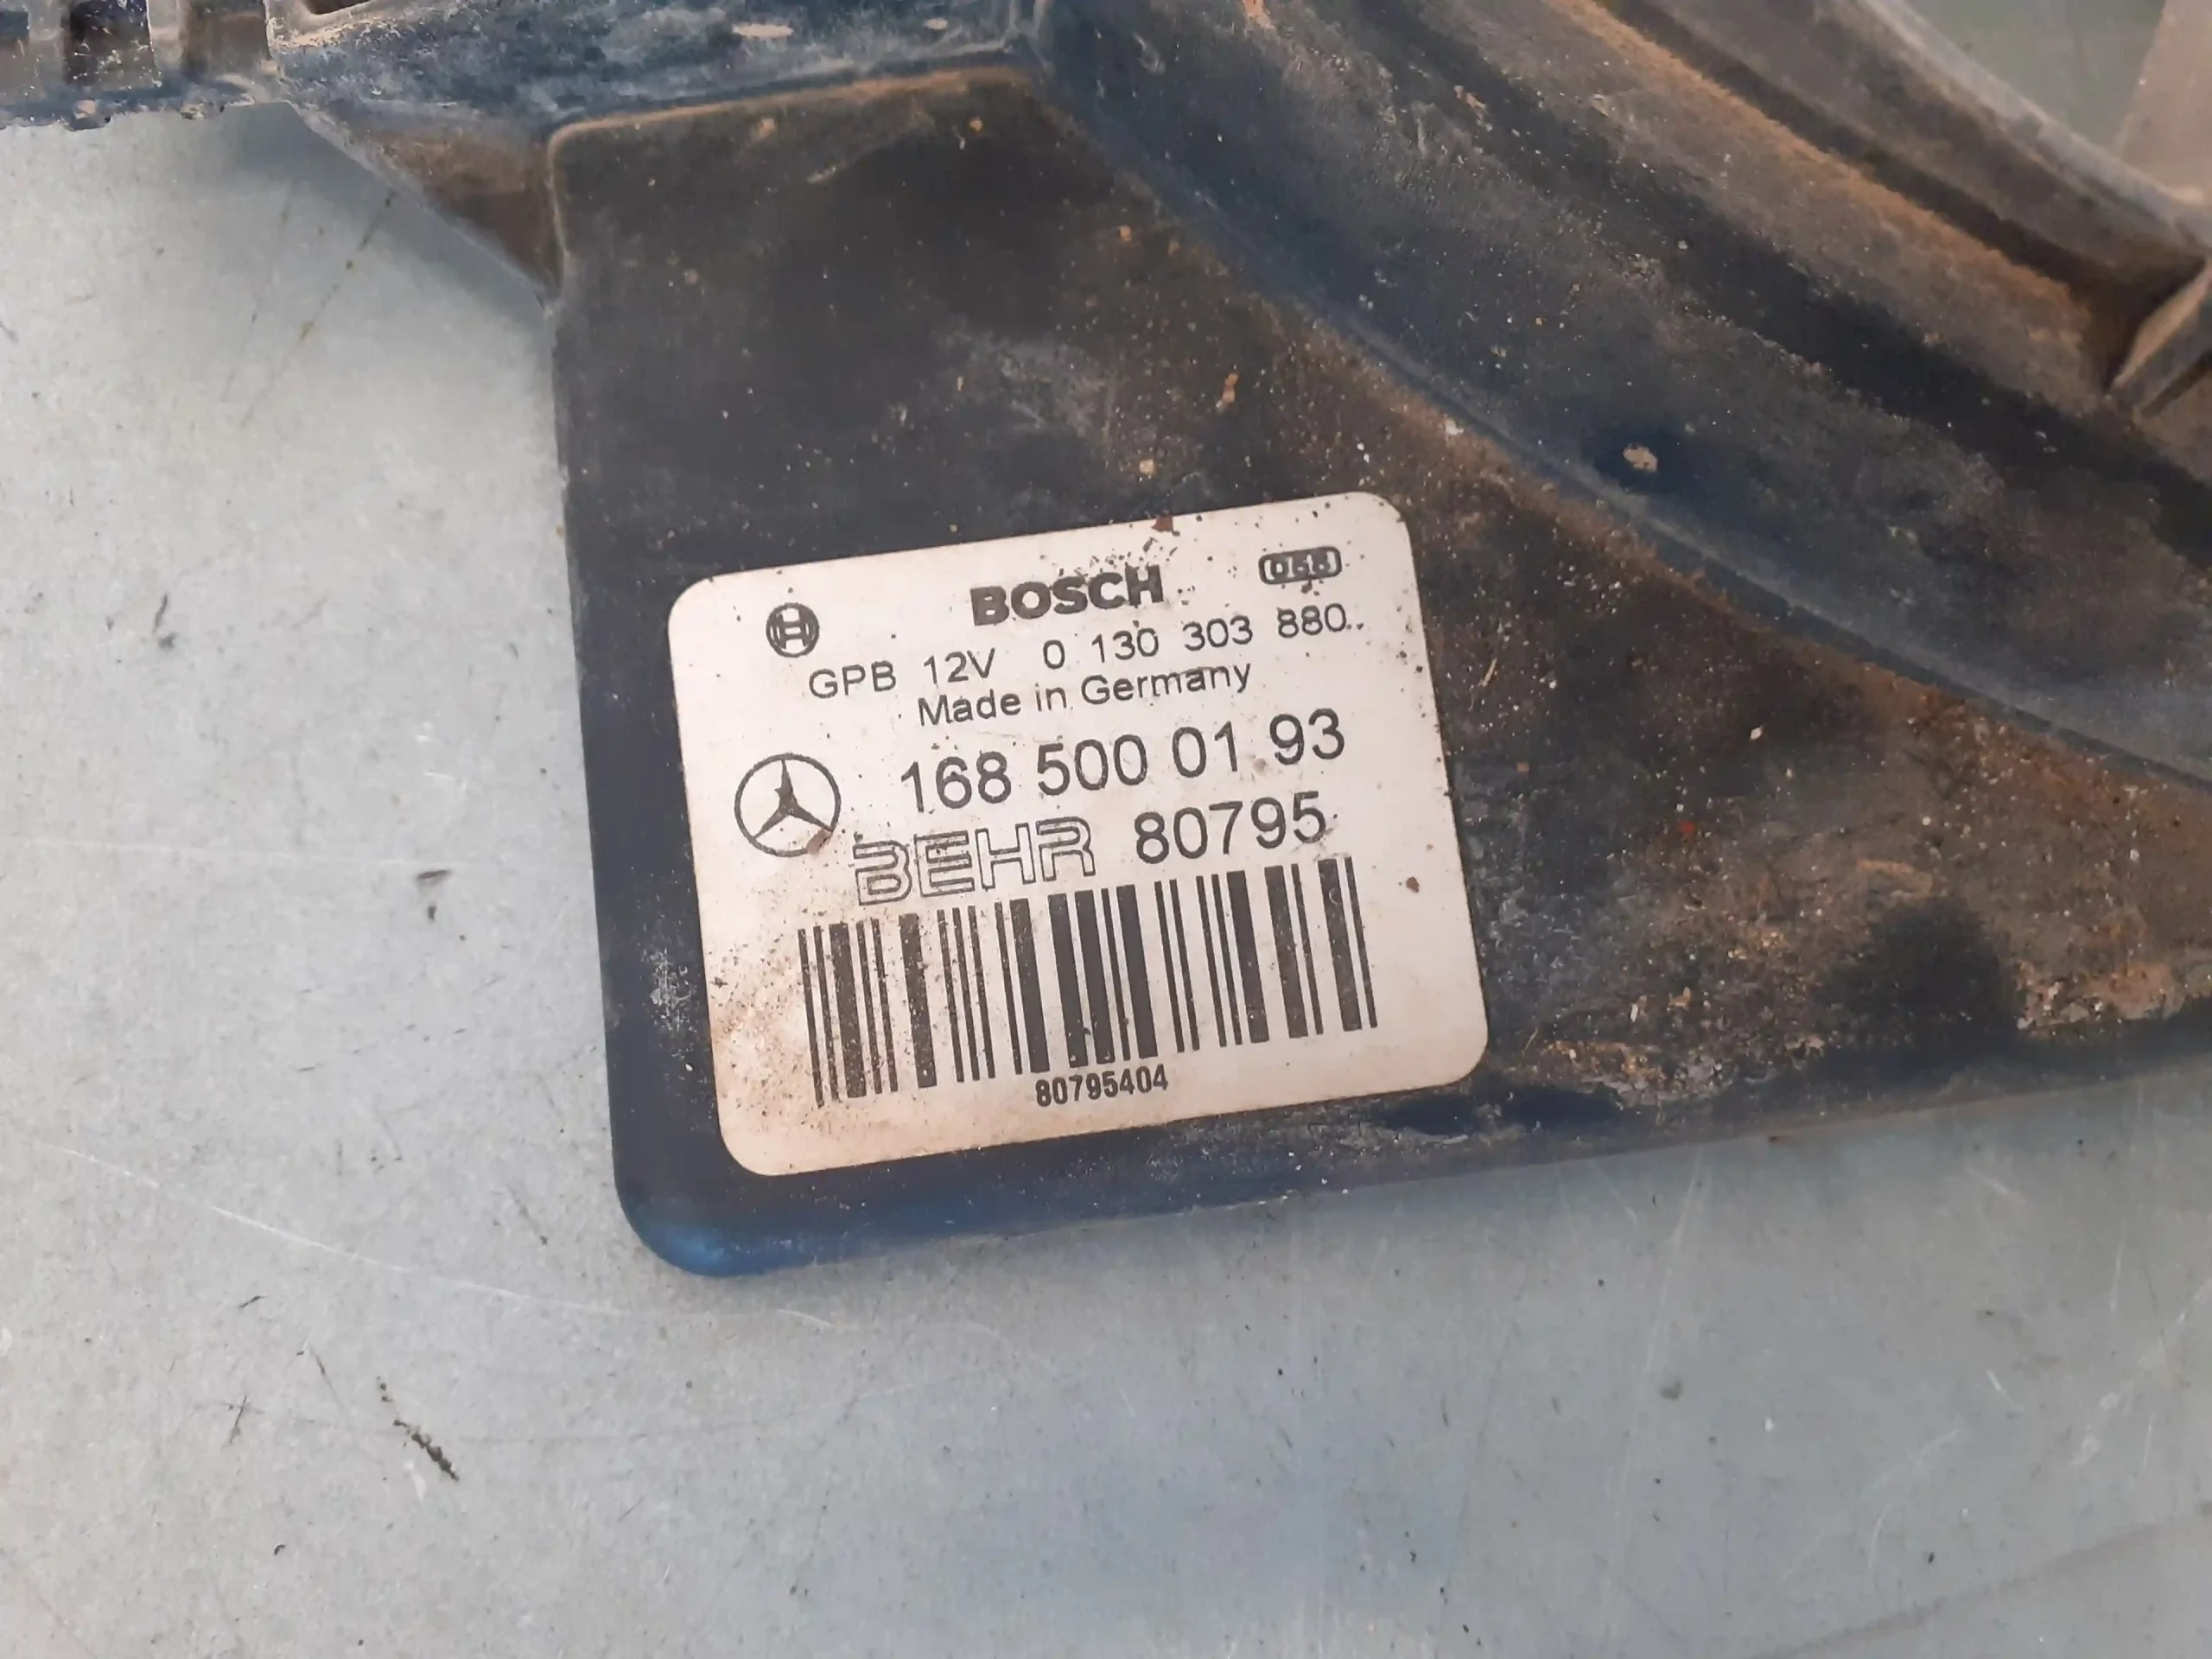 BOSCH
GPB 12V 0 130 303 880
Made in Germany
168 500 01 93
BEHR 80795
80795404